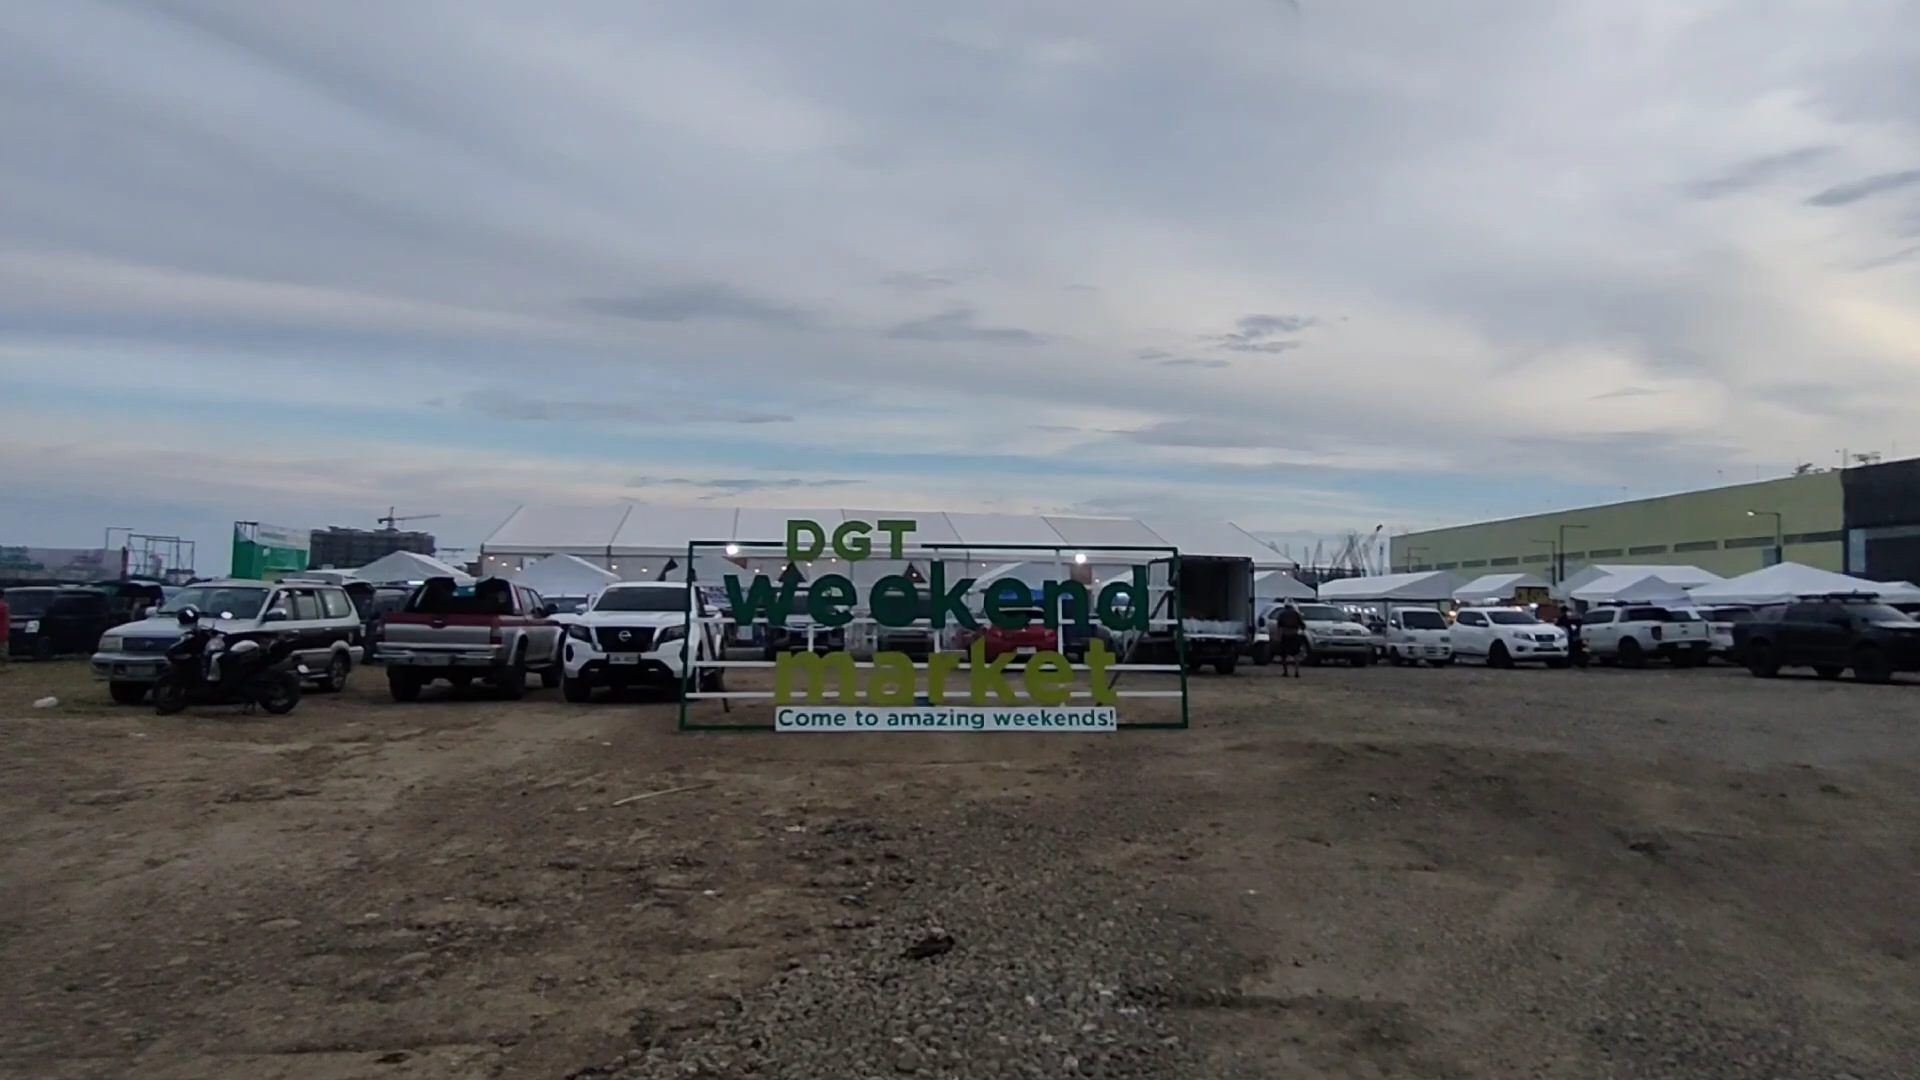 DGT
weekend
market
Come to amazing weekends!